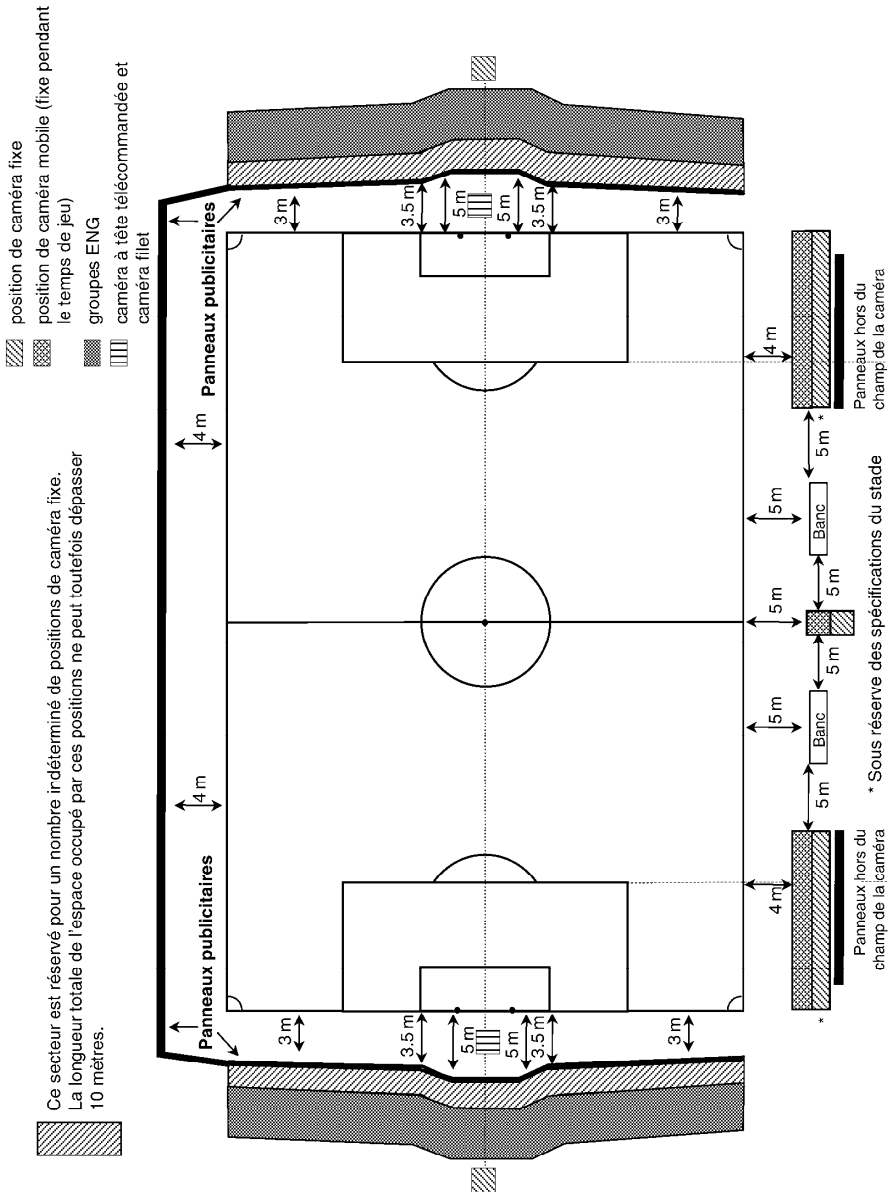 Ce secteur est réservé pour un nombre indéterminé de positions de caméra fixe.
La longueur totale de l'espace occupé par ces positions ne peut toutefois dépasser
10 mètres.
position de caméra fixe
position de caméra mobile (fixe pendant
le temps de jeu)
groupes ENG
caméra à tête télécommandée et
caméra filet
Panneaux publicitaires
Panneaux publicitaires
4 m
4 m
3 m
3 m
3.5 m
3.5 m
5 m
5 m
5 m
5 m
3.5 m
3.5 m
3 m
3 m
4 m
5 m
5 m
5 m
4 m
*
5 m
Banc
5 m
5 m
Banc
5 m
*
Panneaux hors du
champ de la caméra
Panneaux hors du
champ de la caméra
* Sous réserve des spécifications du stade